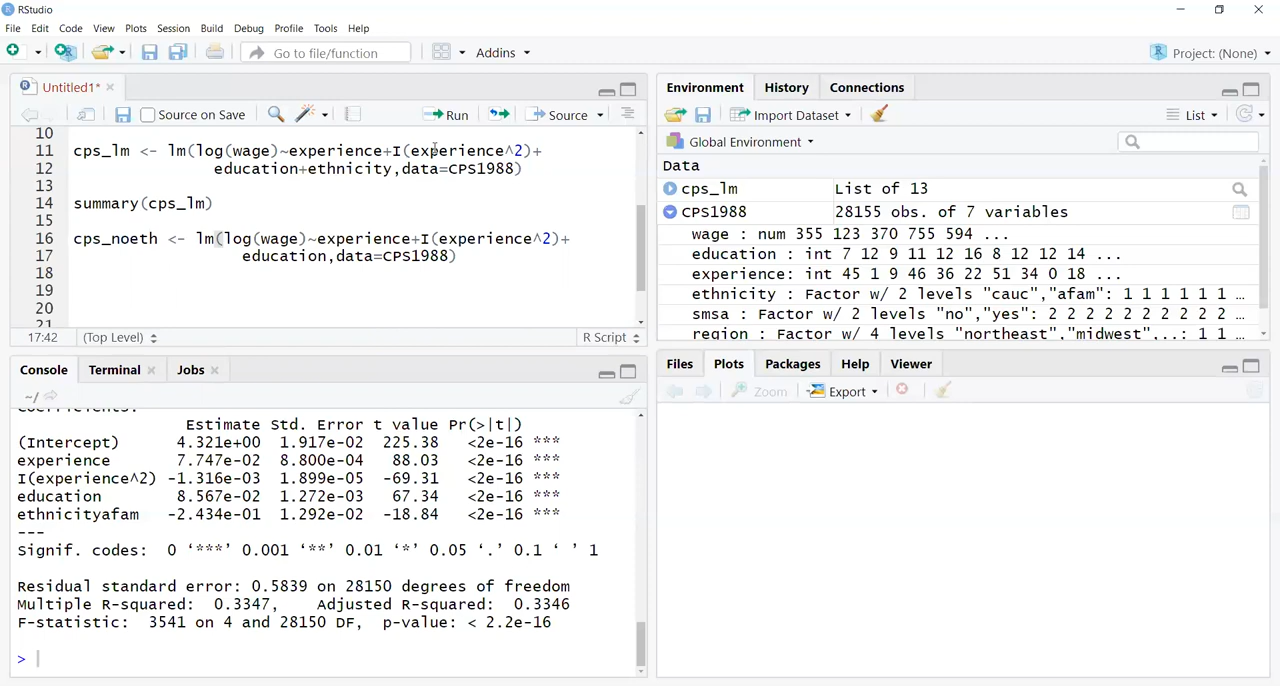 RStudio
File Edit Code View Plots Session Build Debug Profile Tools Help
Go to file/function Addins Project: (None)
Untitled1*
Source on Save Run Source
10
11 cps_lm <- lm(log(wage)~experience+I(experience^2)+
12 education+ethnicity,data=CPS1988)
13
14 summary(cps_lm)
15
16 cps_noeth <- lm(log(wage)~experience+I(experience^2)+
17 education,data=CPS1988)
18
19
20
21
17:42 (Top Level) R Script
Console Terminal Jobs
~/
Coefficients:
Estimate Std. Error t value Pr(>|t|)
(Intercept) 4.321e+00 1.917e-02 225.38 <2e-16 ***
experience 7.747e-02 8.800e-04 88.03 <2e-16 ***
I(experience^2) -1.316e-03 1.899e-05 -69.31 <2e-16 ***
education 8.567e-02 1.272e-03 67.34 <2e-16 ***
ethnicityafam -2.434e-01 1.292e-02 -18.84 <2e-16 ***
---
Signif. codes: 0 ‘***’ 0.001 ‘**’ 0.01 ‘*’ 0.05 ‘.’ 0.1 ‘ ’ 1
Residual standard error: 0.5839 on 28150 degrees of freedom
Multiple R-squared: 0.3347, Adjusted R-squared: 0.3346
F-statistic: 3541 on 4 and 28150 DF, p-value: < 2.2e-16
>
Environment History Connections
Import Dataset List
Global Environment
Data
cps_lm List of 13
CPS1988 28155 obs. of 7 variables
wage : num 355 123 370 755 594 ...
education : int 7 12 9 11 12 16 8 12 12 14 ...
experience: int 45 1 9 46 36 22 51 34 0 18 ...
ethnicity : Factor w/ 2 levels "cauc","afam": 1 1 1 1 1 1 …
smsa : Factor w/ 2 levels "no","yes": 2 2 2 2 2 2 2 2 2 2 …
region : Factor w/ 4 levels "northeast","midwest",..: 1 1 …
Files Plots Packages Help Viewer
Zoom Export